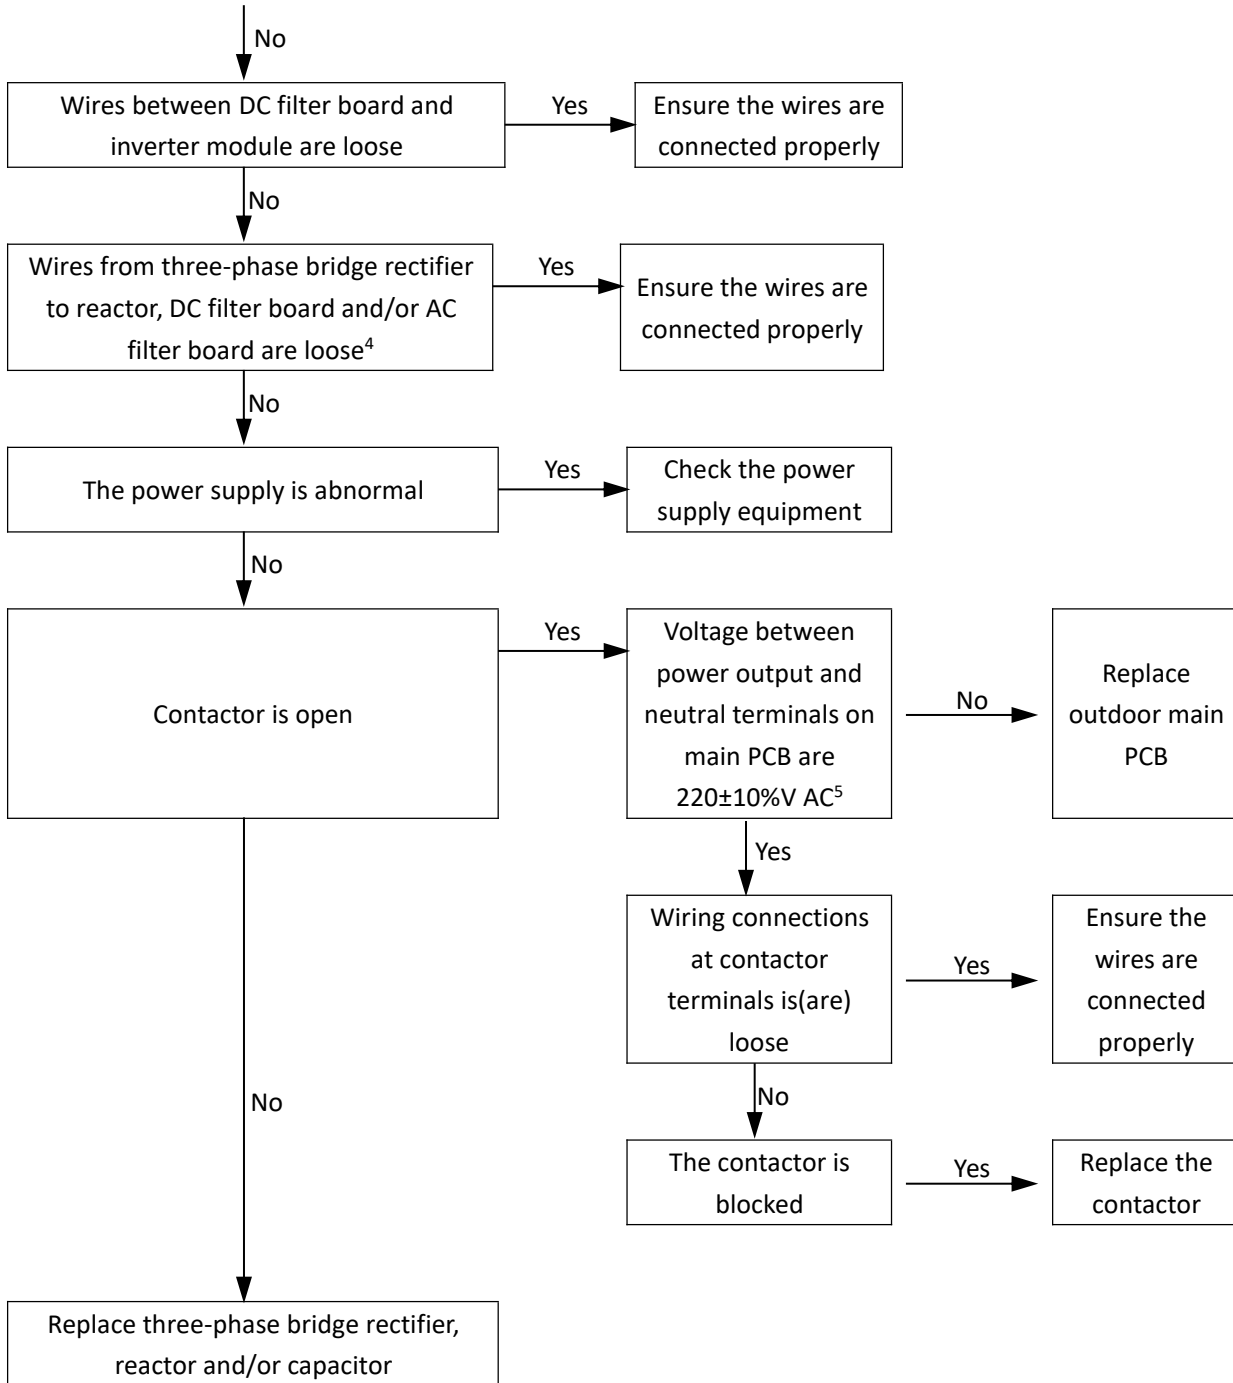 No
Wires between DC filter board and
inverter module are loose
Yes
Ensure the wires are
connected properly
No
Wires from three-phase bridge rectifier
to reactor, DC filter board and/or AC
filter board are loose⁴
Yes
Ensure the wires are
connected properly
No
The power supply is abnormal
Yes
Check the power
supply equipment
No
Contactor is open
Yes
Voltage between
power output and
neutral terminals on
main PCB are
220±10%V AC⁵
No
Replace
outdoor main
PCB
Yes
Wiring connections
at contactor
terminals is(are)
loose
Yes
Ensure the
wires are
connected
properly
No
The contactor is
blocked
Yes
Replace the
contactor
No
Replace three-phase bridge rectifier,
reactor and/or capacitor